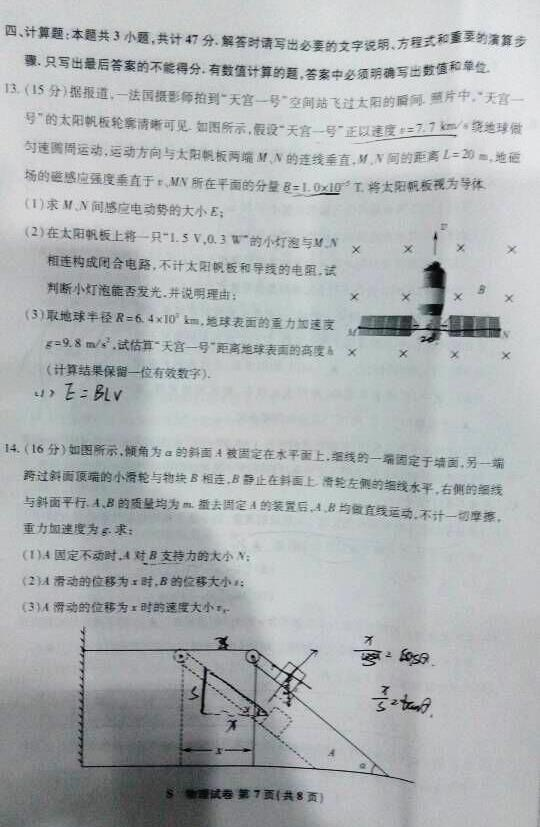 四、计算题:本题共 3 小题,共计 47 分.解答时请写出必要的文字说明、方程式和重要的演算步
骤.只写出最后答案的不能得分.有数值计算的题,答案中必须明确写出数值和单位.
13.(15 分)据报道,一法国摄影师拍到“天宫一号”空间站飞过太阳的瞬间.照片中,“天宫一
号”的太阳帆板轮廓清晰可见.如图所示,假设“天宫一号”正以速度 v=7.7 km/s 绕地球做
匀速圆周运动,运动方向与太阳帆板两端 M、N 的连线垂直,M、N 间的距离 L=20 m,地磁
场的磁感应强度垂直于 v、MN 所在平面的分量 B=1.0×10⁻⁵ T,将太阳帆板视为导体.
(1)求 M、N 间感应电动势的大小 E;
(2)在太阳帆板上将一只“1.5 V,0.3 W”的小灯泡与M、N
相连构成闭合电路,不计太阳帆板和导线的电阻,试
判断小灯泡能否发光,并说明理由;
(3)取地球半径 R=6.4×10³ km,地球表面的重力加速度
g=9.8 m/s²,试估算“天宫一号”距离地球表面的高度 h
(计算结果保留一位有效数字).
v
B
M
N
(1) E=BLV
14.(16 分)如图所示,倾角为 α 的斜面 A 被固定在水平面上,细线的一端固定于墙面,另一端
跨过斜面顶端的小滑轮与物块 B 相连,B 静止在斜面上.滑轮左侧的细线水平,右侧的细线
与斜面平行.A、B 的质量均为 m.撤去固定 A 的装置后,A、B 均做直线运动.不计一切摩擦,
重力加速度为 g.求:
(1)A 固定不动时,A 对 B 支持力的大小 N;
(2)A 滑动的位移为 x 时,B 的位移大小 s;
(3)A 滑动的位移为 x 时的速度大小 vₓ.
x/s=tanθ.
S
x
A
α
S 物理试卷 第 7 页(共 8 页)